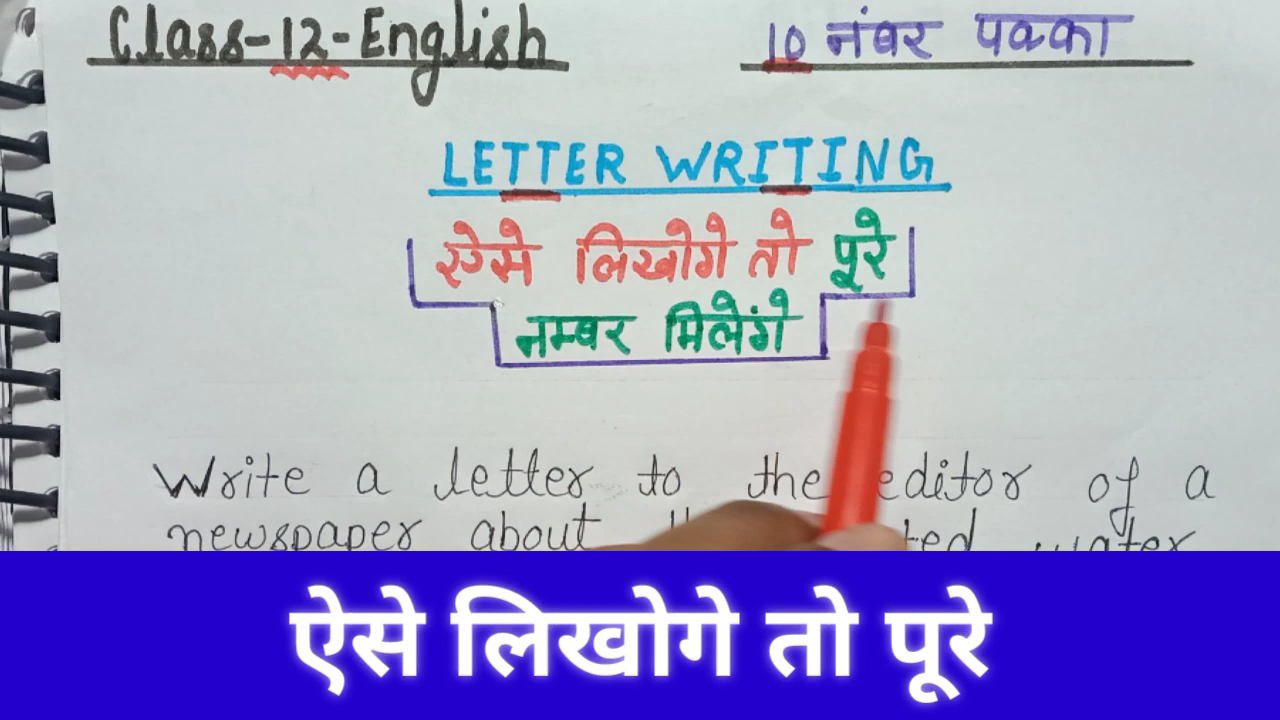 Class-12-English
10 नंबर पक्का
LETTER WRITING
ऐसे लिखोगे तो पूरे
नम्बर मिलेंगे
Write a letter to the editor of a
newspaper about water
ऐसे लिखोगे तो पूरे